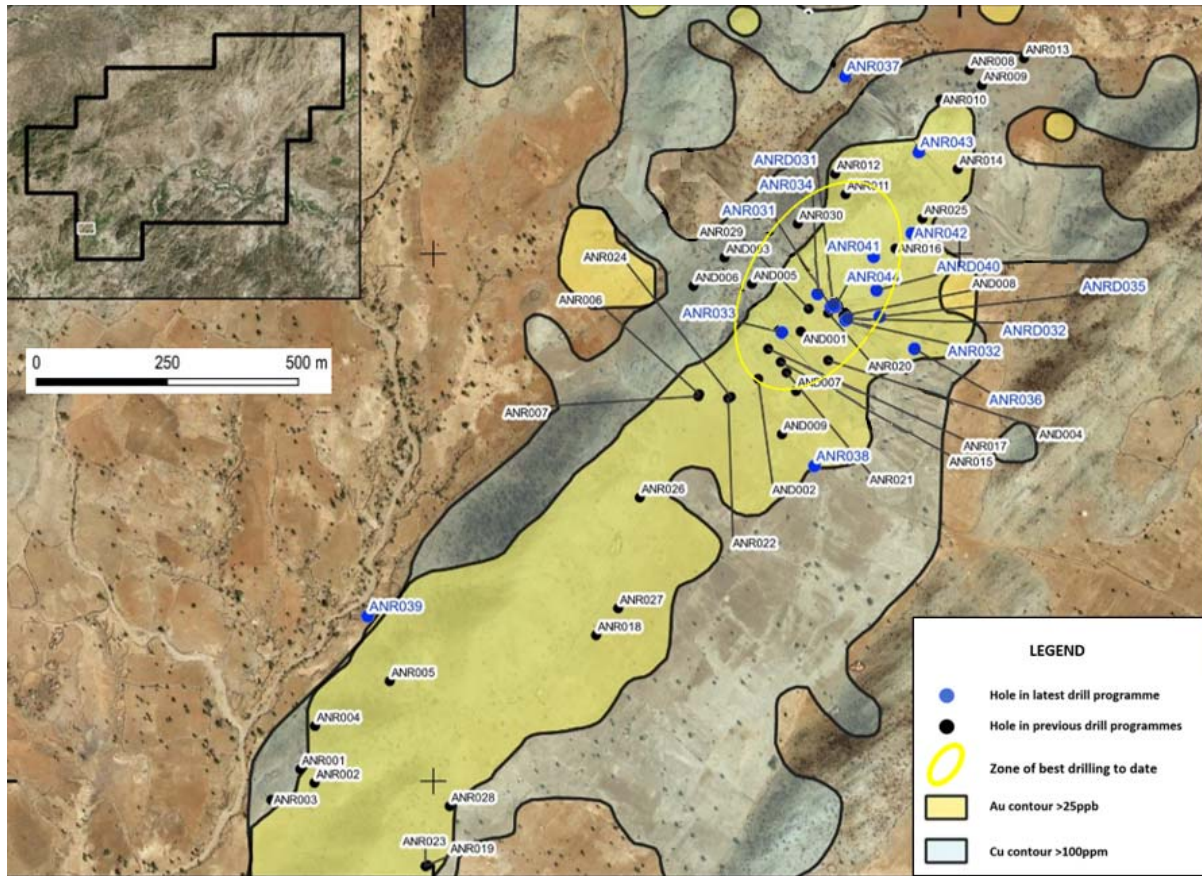 ANR013
ANR008
ANR037
ANR009
ANR010
ANR043
ANRD031
ANR012
ANR014
ANR034
ANR011
ANR031
ANR030
ANR025
ANR029
ANR042
AND003
ANR041
ANR016
ANR024
ANRD040
AND006
AND005
ANR044
AND008
ANRD035
ANR006
ANR033
0 250 500 m
ANRD032
AND001
ANR032
ANR020
AND007
ANR036
ANR007
AND009
ANR017
AND004
ANR015
ANR038
ANR021
ANR026
AND002
ANR022
ANR039
ANR027
ANR018
ANR005
ANR004
ANR001
ANR002
ANR003
ANR028
ANR023
ANR019
LEGEND
Hole in latest drill programme
Hole in previous drill programmes
Zone of best drilling to date
Au contour >25ppb
Cu contour >100ppm